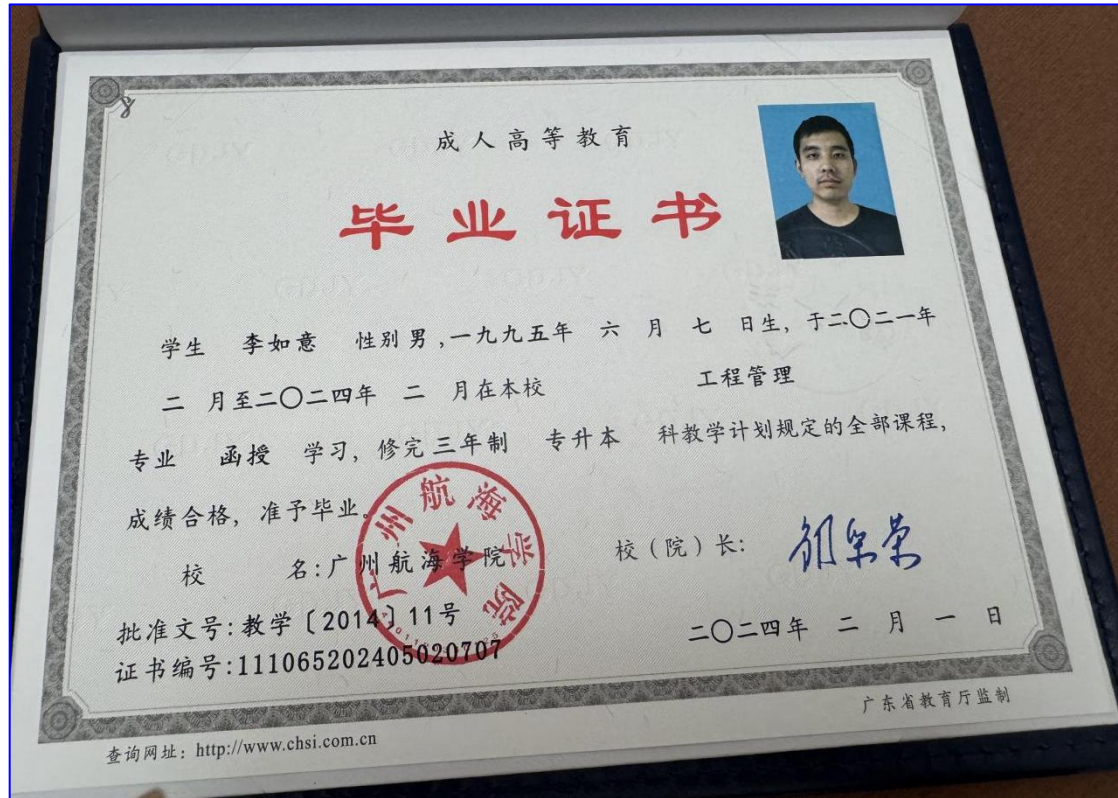 8
成人高等教育
毕业证书
学生 李如意 性别男,一九九五年 六 月 七 日生, 于二〇二一年
二 月至二〇二四年 二 月在本校 工程管理
专业 函授 学习, 修完三年制 专升本 科教学计划规定的全部课程,
成绩合格, 准予毕业。
校 名:广州航海学院 校(院)长:
广州航海学院
批准文号:教学〔2014〕11号
二〇二四年 二 月 一 日
证书编号:111065202405020707
广东省教育厅监制
查询网址: http://www.chsi.com.cn